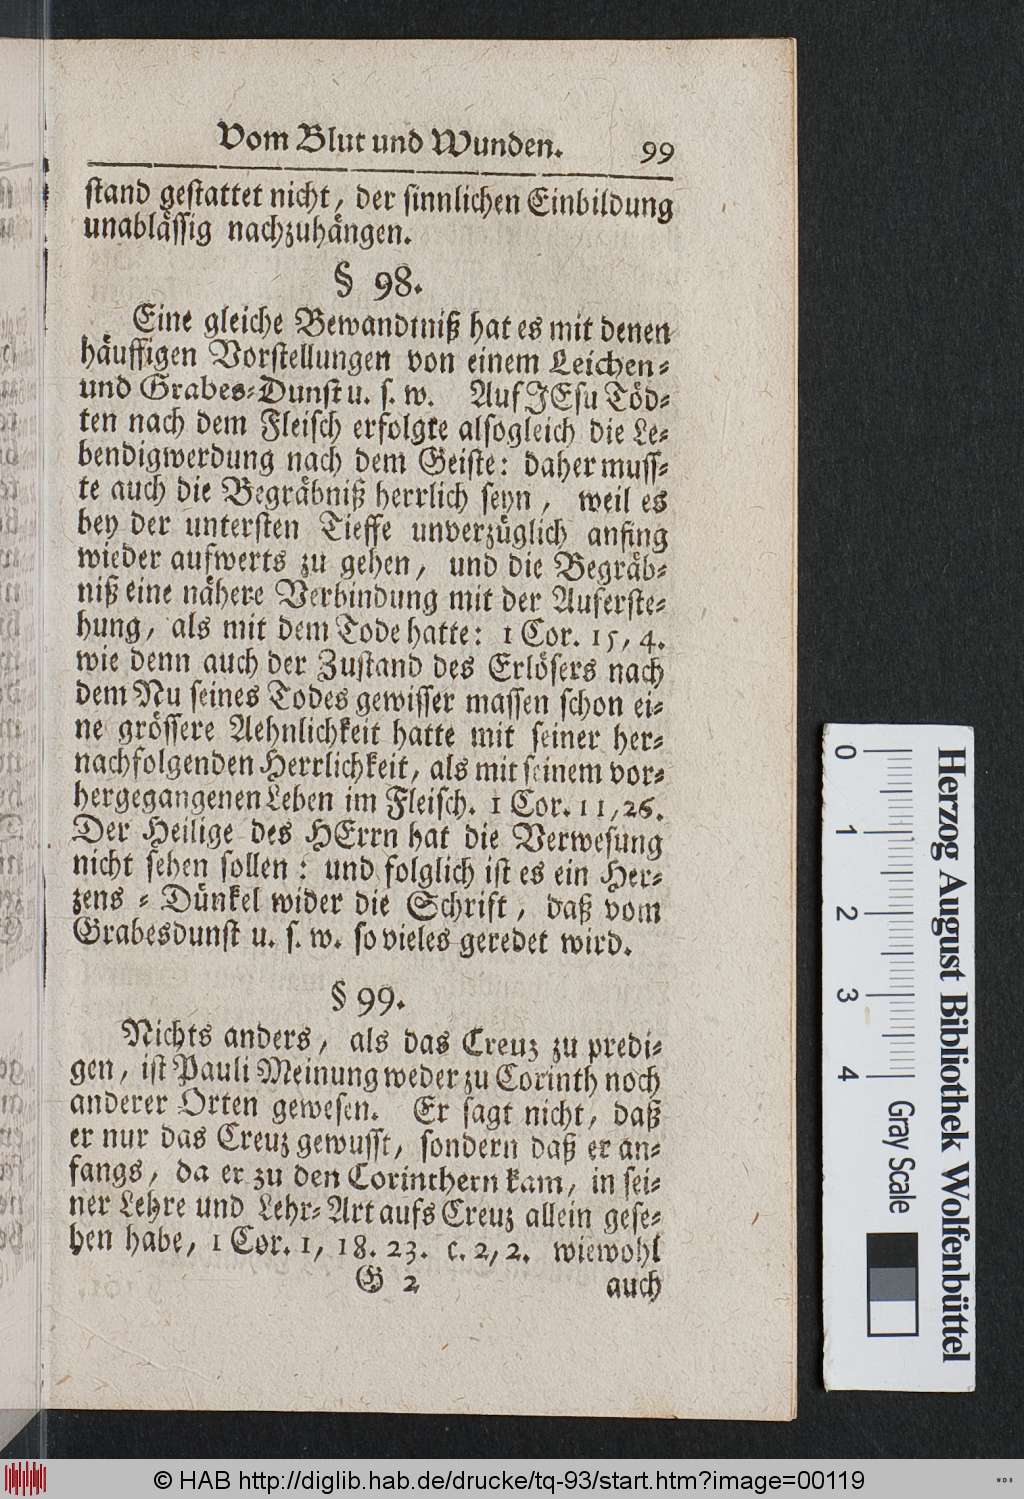 Vom Blut und Wunden. 99
stand gestattet nicht, der sinnlichen Einbildung
unablässig nachzuhängen.
§ 98.
Eine gleiche Bewandtniß hat es mit denen
häuffigen Vorstellungen von einem Leichen-
und Grabes-Dunst u. s. w. Auf JEsu Töd-
ten nach dem Fleisch erfolgte alsogleich die Le-
bendigwerdung nach dem Geiste: daher muss-
te auch die Begräbniß herrlich seyn, weil es
bey der untersten Tieffe unverzüglich anfing
wieder aufwerts zu gehen, und die Begräb-
niß eine nähere Verbindung mit der Auferste-
hung, als mit dem Tode hatte: 1 Cor. 15, 4.
wie denn auch der Zustand des Erlösers nach
dem Nu seines Todes gewisser massen schon ei-
ne grössere Aehnlichkeit hatte mit seiner her-
nachfolgenden Herrlichkeit, als mit seinem vor-
hergegangenen Leben im Fleisch. 1 Cor. 11, 26.
Der Heilige des HErrn hat die Verwesung
nicht sehen sollen: und folglich ist es ein Her-
zens-Dünkel wider die Schrift, daß vom
Grabesdunst u. s. w. so vieles geredet wird.
§ 99.
Nichts anders, als das Creuz zu predi-
gen, ist Pauli Meinung weder zu Corinth noch
anderer Orten gewesen. Er sagt nicht, daß
er nur das Creuz gewusst, sondern daß er an-
fangs, da er zu den Corinthern kam, in sei-
ner Lehre und Lehr-Art aufs Creuz allein gese-
hen habe, 1 Cor. 1, 18. 23. c. 2, 2. wiewohl
G 2 auch
0 1 2 3 4 Gray Scale
Herzog August Bibliothek Wolfenbüttel
© HAB http://diglib.hab.de/drucke/tq-93/start.htm?image=00119